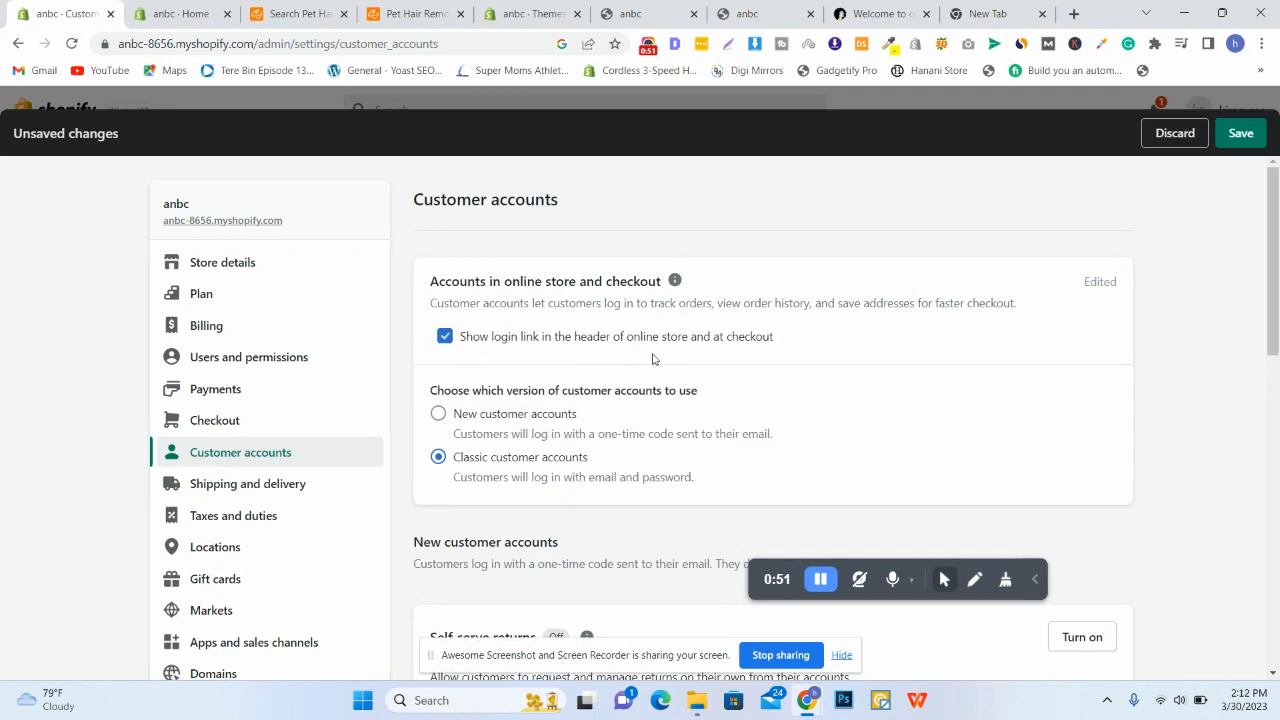 anbc · Custom
anbc · Home ·
Search Pet Hai
Pet Hair Remo
anbc · Themes
anbc
anbc
Welcome to o
New Tab
anbc-8656.myshopify.com/admin/settings/customer_accounts
0:51
Gmail
YouTube
Maps
Tere Bin Episode 13...
General - Yoast SEO...
Super Moms Athlet...
Cordless 3-Speed H...
Digi Mirrors
Gadgetify Pro
Hanani Store
Build you an autom...
»
shopify
1
Unsaved changes
Discard
Save
anbc
anbc-8656.myshopify.com
Store details
Plan
Billing
Users and permissions
Payments
Checkout
Customer accounts
Shipping and delivery
Taxes and duties
Locations
Gift cards
Markets
Apps and sales channels
Domains
Customer accounts
Accounts in online store and checkout
Edited
Customer accounts let customers log in to track orders, view order history, and save addresses for faster checkout.
Show login link in the header of online store and at checkout
Choose which version of customer accounts to use
New customer accounts
Customers will log in with a one-time code sent to their email.
Classic customer accounts
Customers will log in with email and password.
New customer accounts
Customers log in with a one-time code sent to their email. They
0:51
Self-serve returns Off
Turn on
Awesome Screenshot and Screen Recorder is sharing your screen.
Stop sharing
Hide
Allow customers to request and manage returns on their own from their accounts
79°F
Cloudy
Search
1
24
2:12 PM
3/30/2023